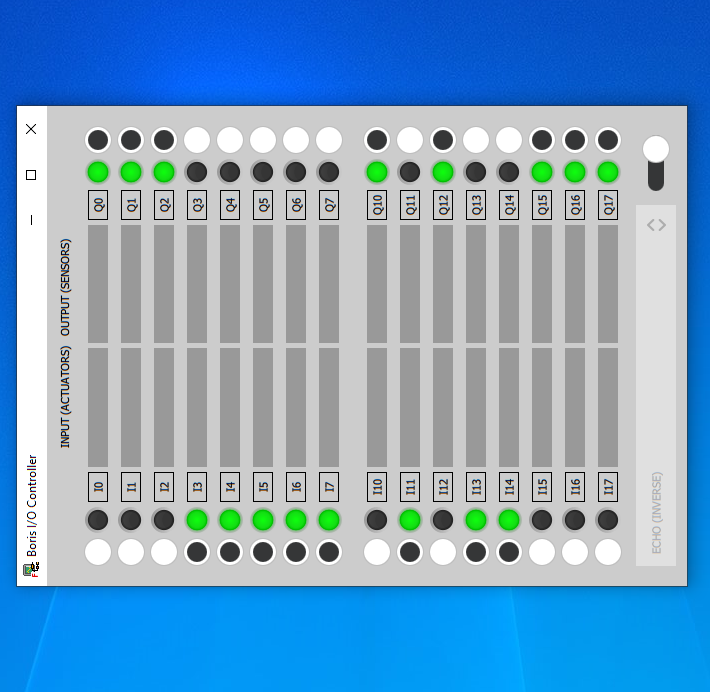 Boris I/O Controller
INPUT (ACTUATORS) OUTPUT (SENSORS)
I0 Q0
I1 Q1
I2 Q2
I3 Q3
I4 Q4
I5 Q5
I6 Q6
I7 Q7
I10 Q10
I11 Q11
I12 Q12
I13 Q13
I14 Q14
I15 Q15
I16 Q16
I17 Q17
ECHO (INVERSE) <>